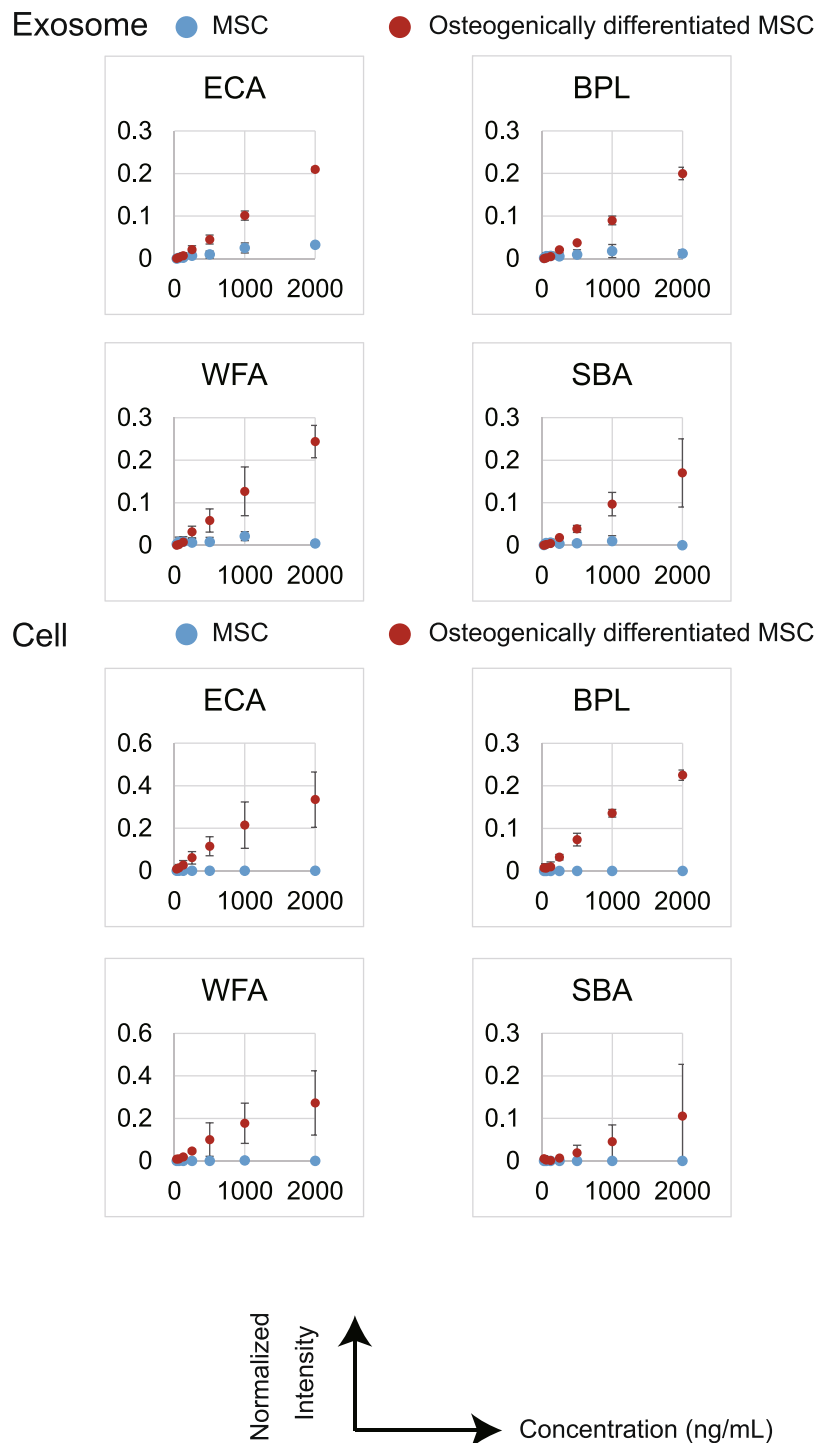 Exosome MSC Osteogenically differentiated MSC
ECA
0.3
0.2
0.1
0
0 1000 2000
BPL
0.3
0.2
0.1
0
0 1000 2000
WFA
0.3
0.2
0.1
0
0 1000 2000
SBA
0.3
0.2
0.1
0
0 1000 2000
Cell MSC Osteogenically differentiated MSC
ECA
0.6
0.4
0.2
0
0 1000 2000
BPL
0.3
0.2
0.1
0
0 1000 2000
WFA
0.6
0.4
0.2
0
0 1000 2000
SBA
0.3
0.2
0.1
0
0 1000 2000
Normalized
Intensity
Concentration (ng/mL)